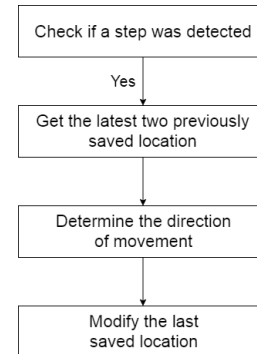 Check if a step was detected
Yes
Get the latest two previously
saved location
Determine the direction
of movement
Modify the last
saved location